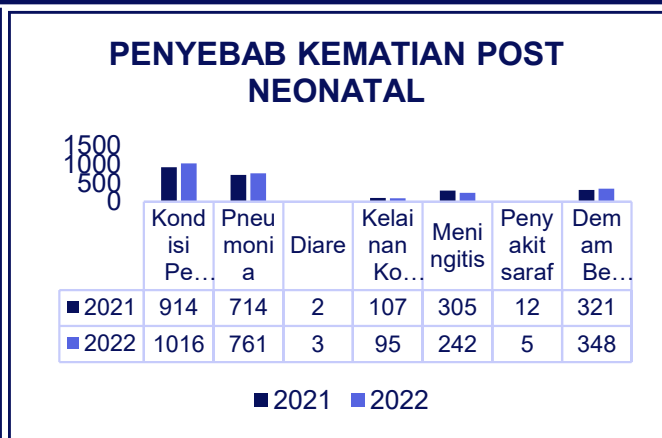 PENYEBAB KEMATIAN POST
NEONATAL
1500
1000
500
0
Kond
isi
Pe...
Pneu
moni
a
Diare
Kelai
nan
Ko...
Meni
ngitis
Peny
akit
saraf
Dem
am
Be...
2021 914 714 2 107 305 12 321
2022 1016 761 3 95 242 5 348
2021 2022